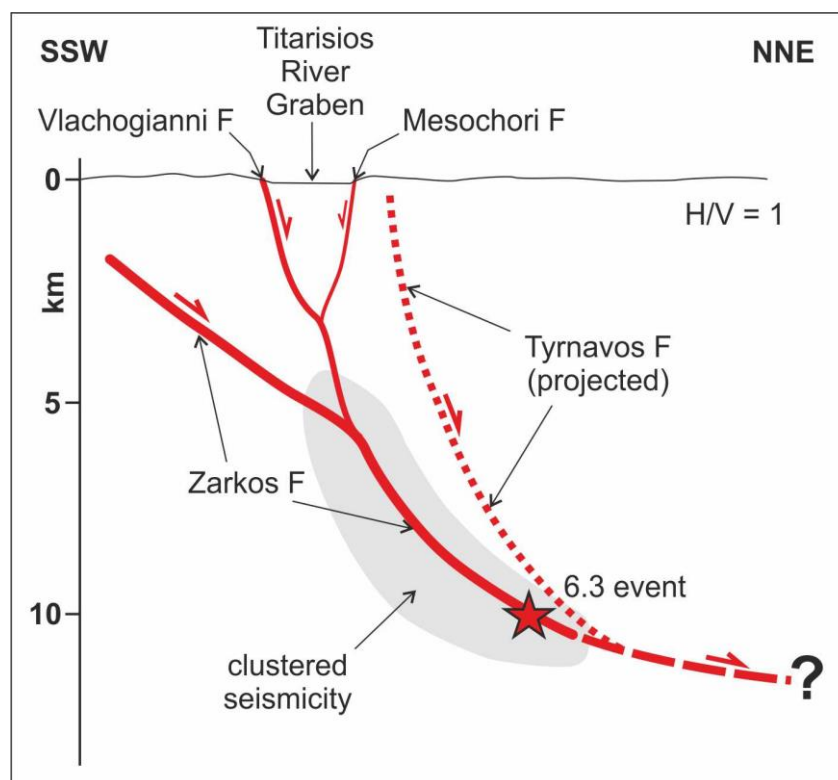 SSW
Titarisios
River
Graben
NNE
Vlachogianni F
Mesochori F
0
H/V = 1
km
Tyrnavos F
(projected)
5
Zarkos F
6.3 event
10
clustered
seismicity
?